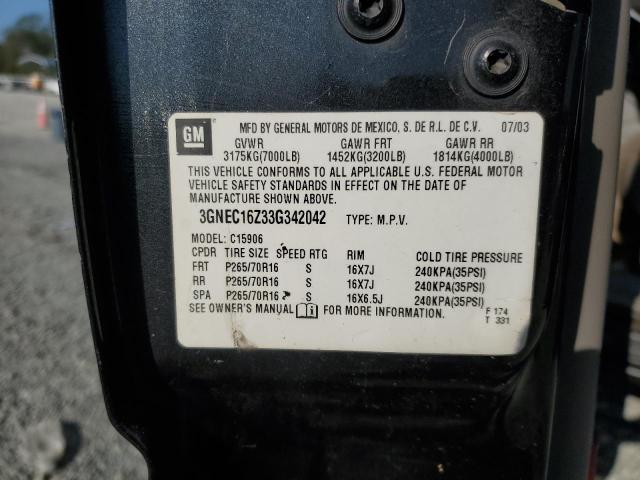 GM
MFD BY GENERAL MOTORS DE MEXICO, S. DE R.L. DE C.V. 07/03
GVWR GAWR FRT GAWR RR
3175KG(7000LB) 1452KG(3200LB) 1814KG(4000LB)
THIS VEHICLE CONFORMS TO ALL APPLICABLE U.S. FEDERAL MOTOR
VEHICLE SAFETY STANDARDS IN EFFECT ON THE DATE OF
MANUFACTURE SHOWN ABOVE.
3GNEC16Z33G342042 TYPE: M.P.V.
MODEL: C15906
CPDR TIRE SIZE SPEED RTG RIM COLD TIRE PRESSURE
FRT P265/70R16 S 16X7J 240KPA(35PSI)
RR P265/70R16 S 16X7J 240KPA(35PSI)
SPA P265/70R16 S 16X6.5J 240KPA(35PSI)
SEE OWNER'S MANUAL i FOR MORE INFORMATION.
F 174
T 331